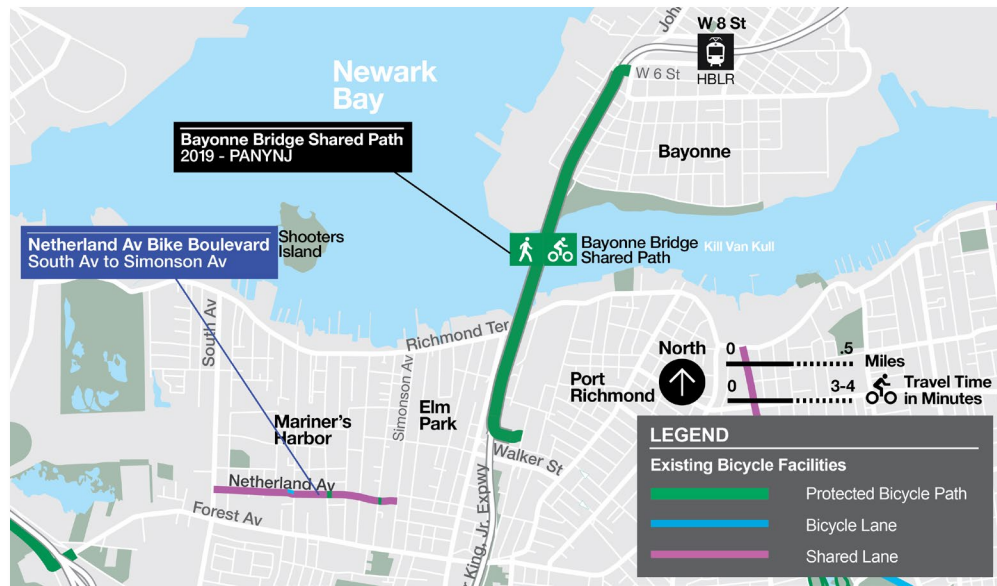 W 8 St
HBLR
W 6 St
Newark
Bay
Bayonne Bridge Shared Path
2019 - PANYNJ
Bayonne
Netherland Av Bike Boulevard
South Av to Simonson Av
Shooters
Island
Bayonne Bridge
Shared Path
Kill Van Kull
South Av
Richmond Ter
Simonson Av
North
0 .5
Miles
0 3-4
Travel Time
in Minutes
Port
Richmond
Elm
Park
Mariner's
Harbor
Walker St
Netherland Av
Forest Av
King, Jr. Expwy
LEGEND
Existing Bicycle Facilities
Protected Bicycle Path
Bicycle Lane
Shared Lane